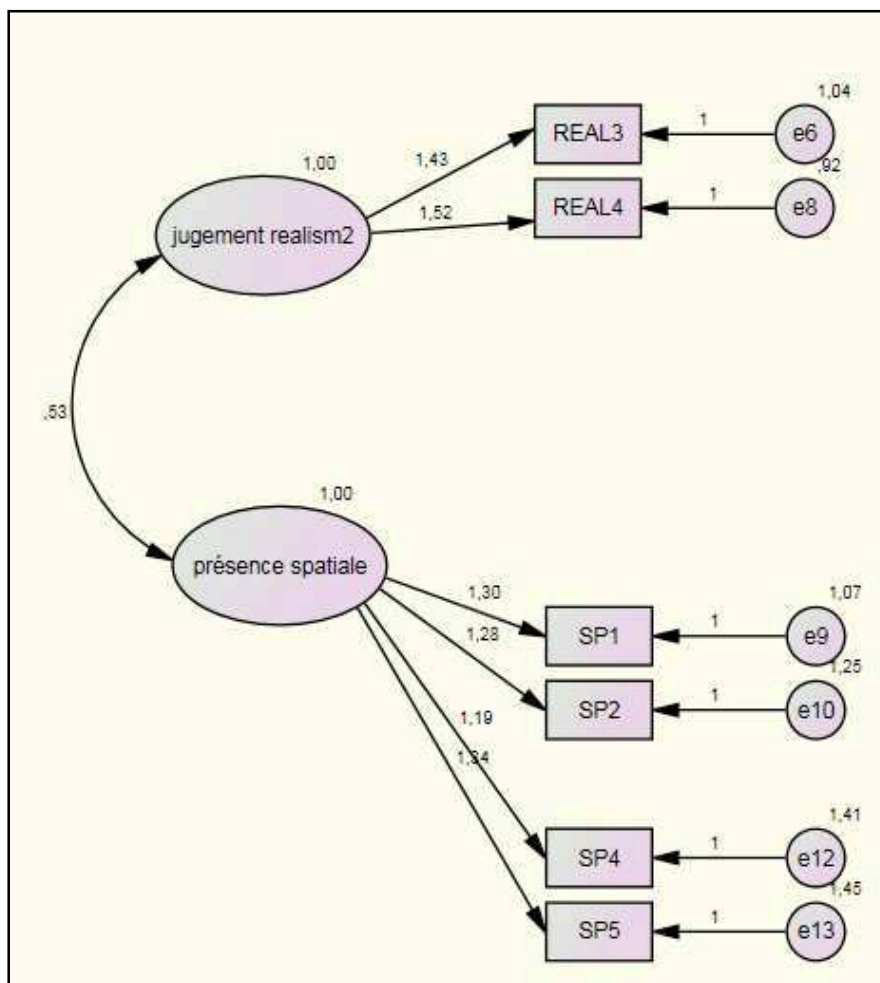 1,04
REAL3
1
e6
1,00
1,43
,92
REAL4
1
e8
1,52
jugement realism2
,53
1,00
présence spatiale
1,30
1,07
SP1
1
e9
1,28
1,25
SP2
1
e10
1,19
1,34
1,41
SP4
1
e12
1,45
SP5
1
e13